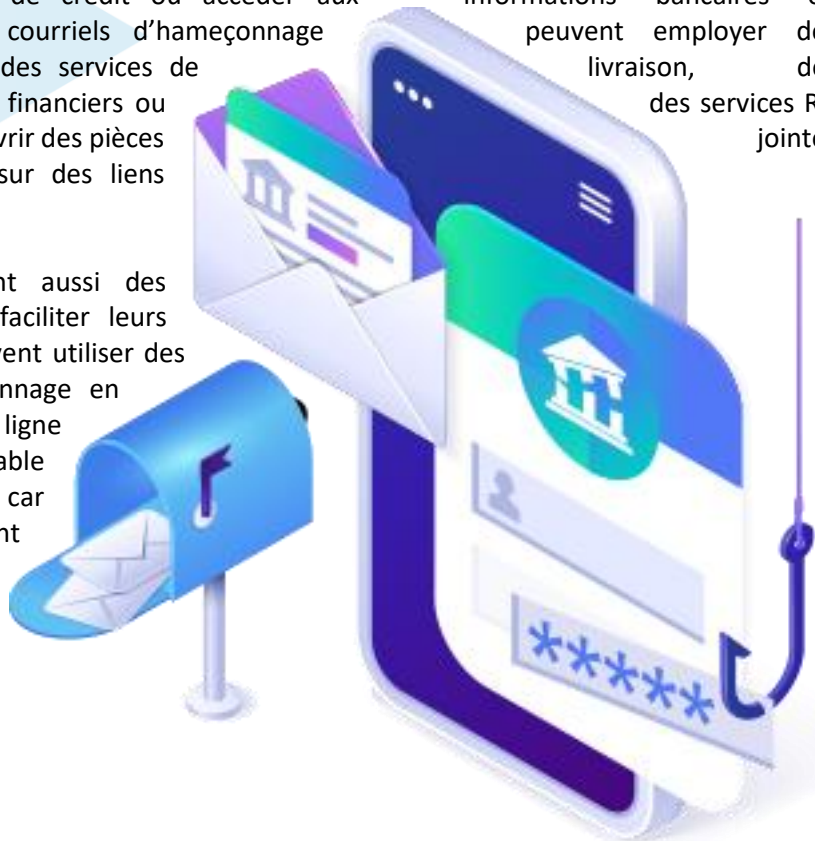 de crédit ou accéder aux informations bancaires
courriels d’hameçonnage peuvent employer de
des services de livraison, de
financiers ou des services R
vrir des pièces jointe
sur des liens
nt aussi des
faciliter leurs
vent utiliser des
onnage en
ligne
able
car
nt
*****